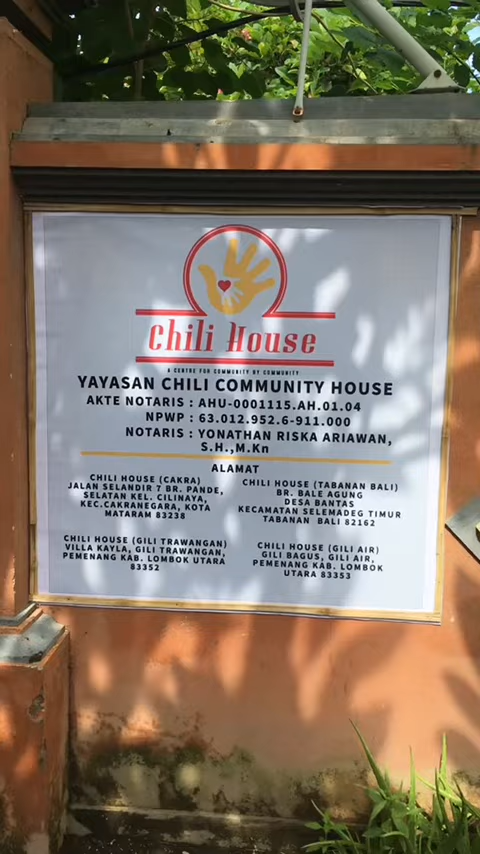 Chili House
A CENTRE FOR COMMUNITY BY COMMUNITY
YAYASAN CHILI COMMUNITY HOUSE
AKTE NOTARIS : AHU-0001115.AH.01.04
NPWP : 63.012.952.6-911.000
NOTARIS : YONATHAN RISKA ARIAWAN,
S.H.,M.Kn
ALAMAT
CHILI HOUSE (CAKRA)
JALAN SELANDIR 7 BR. PANDE,
SELATAN KEL. CILINAYA,
KEC.CAKRANEGARA, KOTA
MATARAM 83238
CHILI HOUSE (TABANAN BALI)
BR. BALE AGUNG
DESA BANTAS
KECAMATAN SELEMADEG TIMUR
TABANAN BALI 82162
CHILI HOUSE (GILI TRAWANGAN)
VILLA KAYLA, GILI TRAWANGAN,
PEMENANG KAB. LOMBOK UTARA
83352
CHILI HOUSE (GILI AIR)
GILI BAGUS, GILI AIR,
PEMENANG KAB. LOMBOK
UTARA 83353